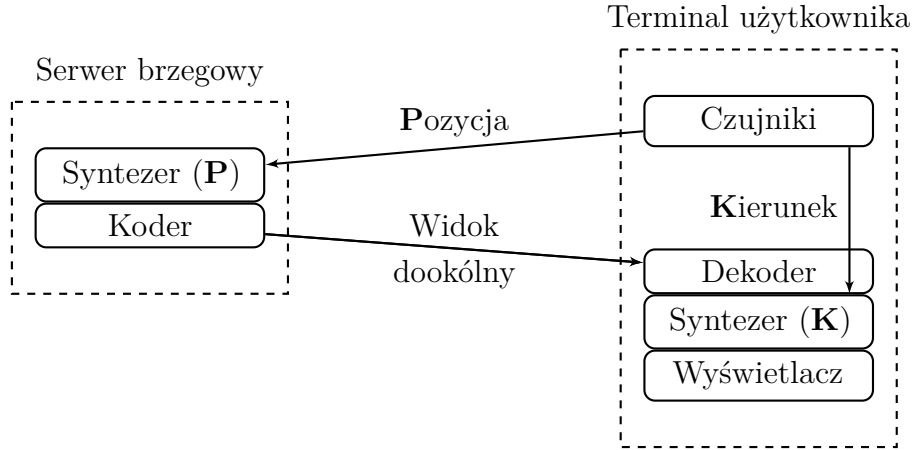 Terminal użytkownika
Serwer brzegowy
Pozycja
Czujniki
Syntezer (P)
Kierunek
Koder
Widok
dookólny
Dekoder
Syntezer (K)
Wyświetlacz